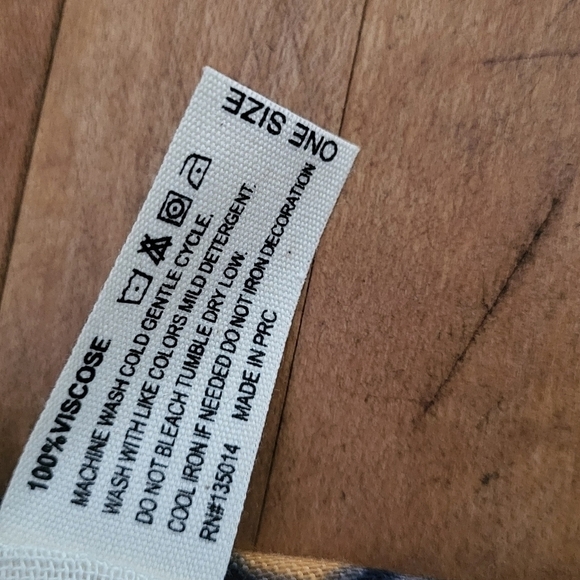 ONE SIZE
100% VISCOSE
MACHINE WASH COLD GENTLE CYCLE.
WASH WITH LIKE COLORS MILD DETERGENT.
DO NOT BLEACH TUMBLE DRY LOW.
COOL IRON IF NEEDED DO NOT IRON DECORATION
RN#135014 MADE IN PRC